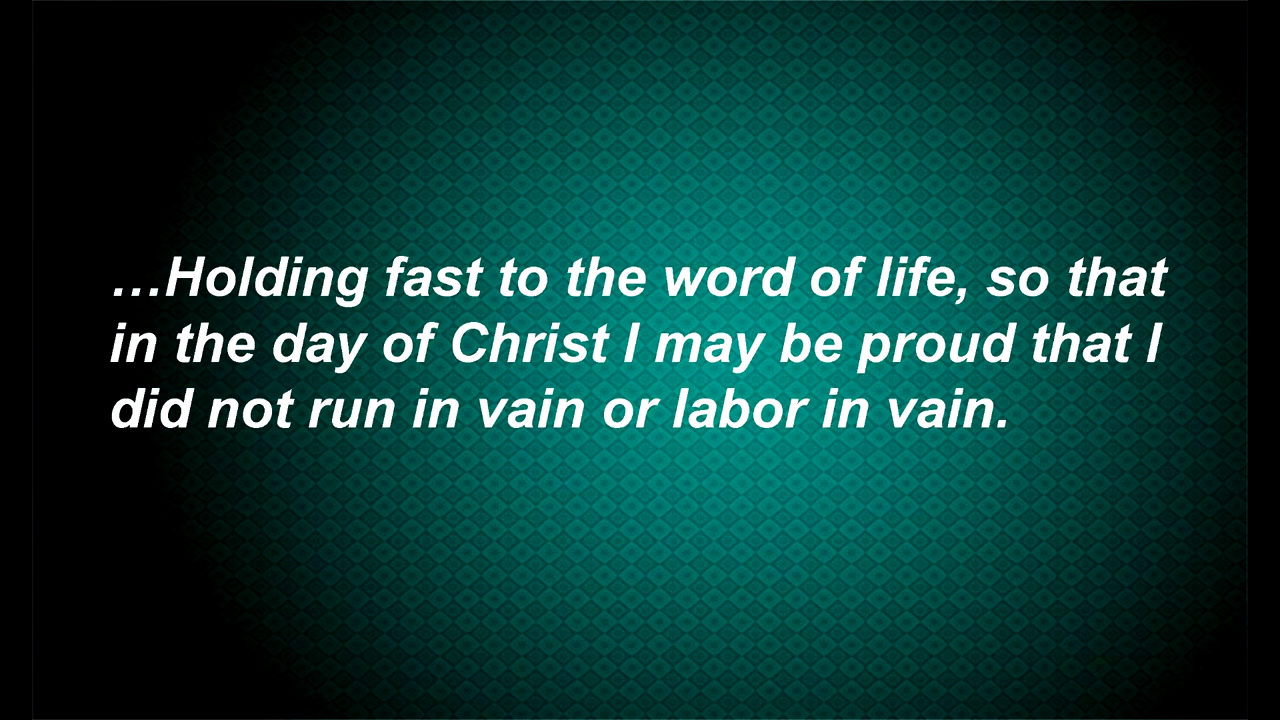 …Holding fast to the word of life, so that
in the day of Christ I may be proud that I
did not run in vain or labor in vain.